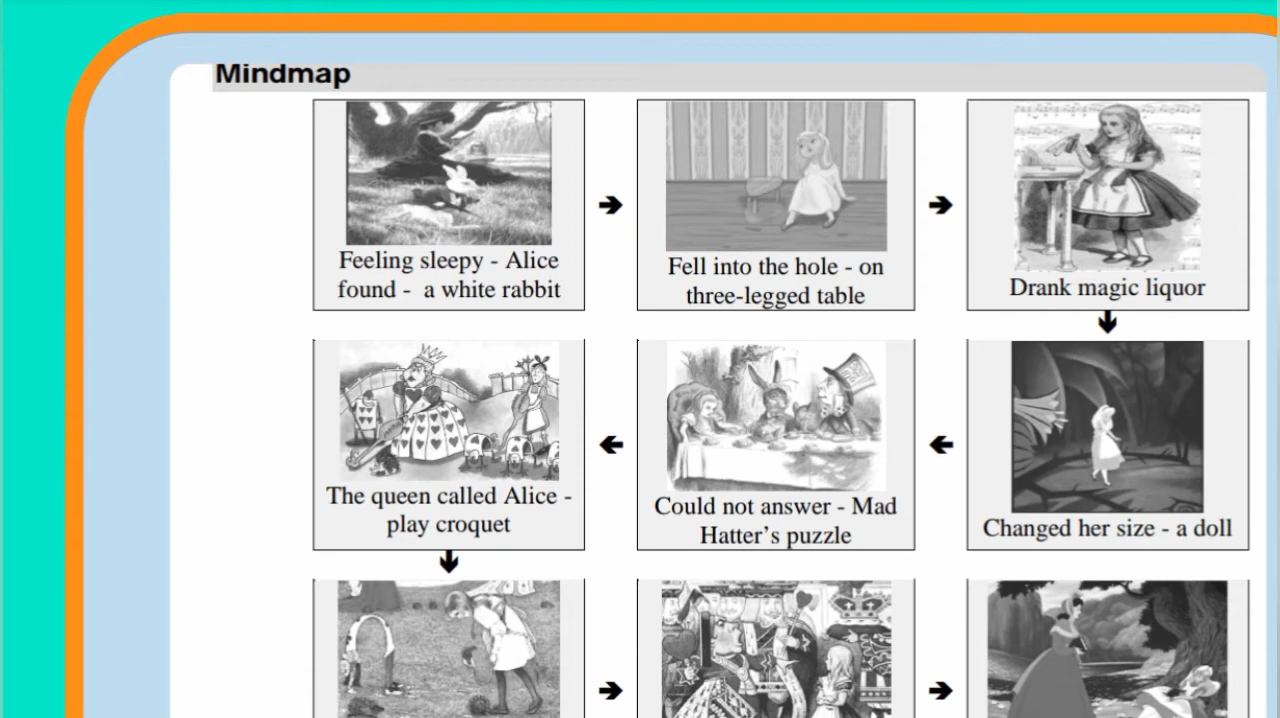 Mindmap
Feeling sleepy - Alice
found - a white rabbit
Fell into the hole - on
three-legged table
Drank magic liquor
The queen called Alice -
play croquet
Could not answer - Mad
Hatter's puzzle
Changed her size - a doll